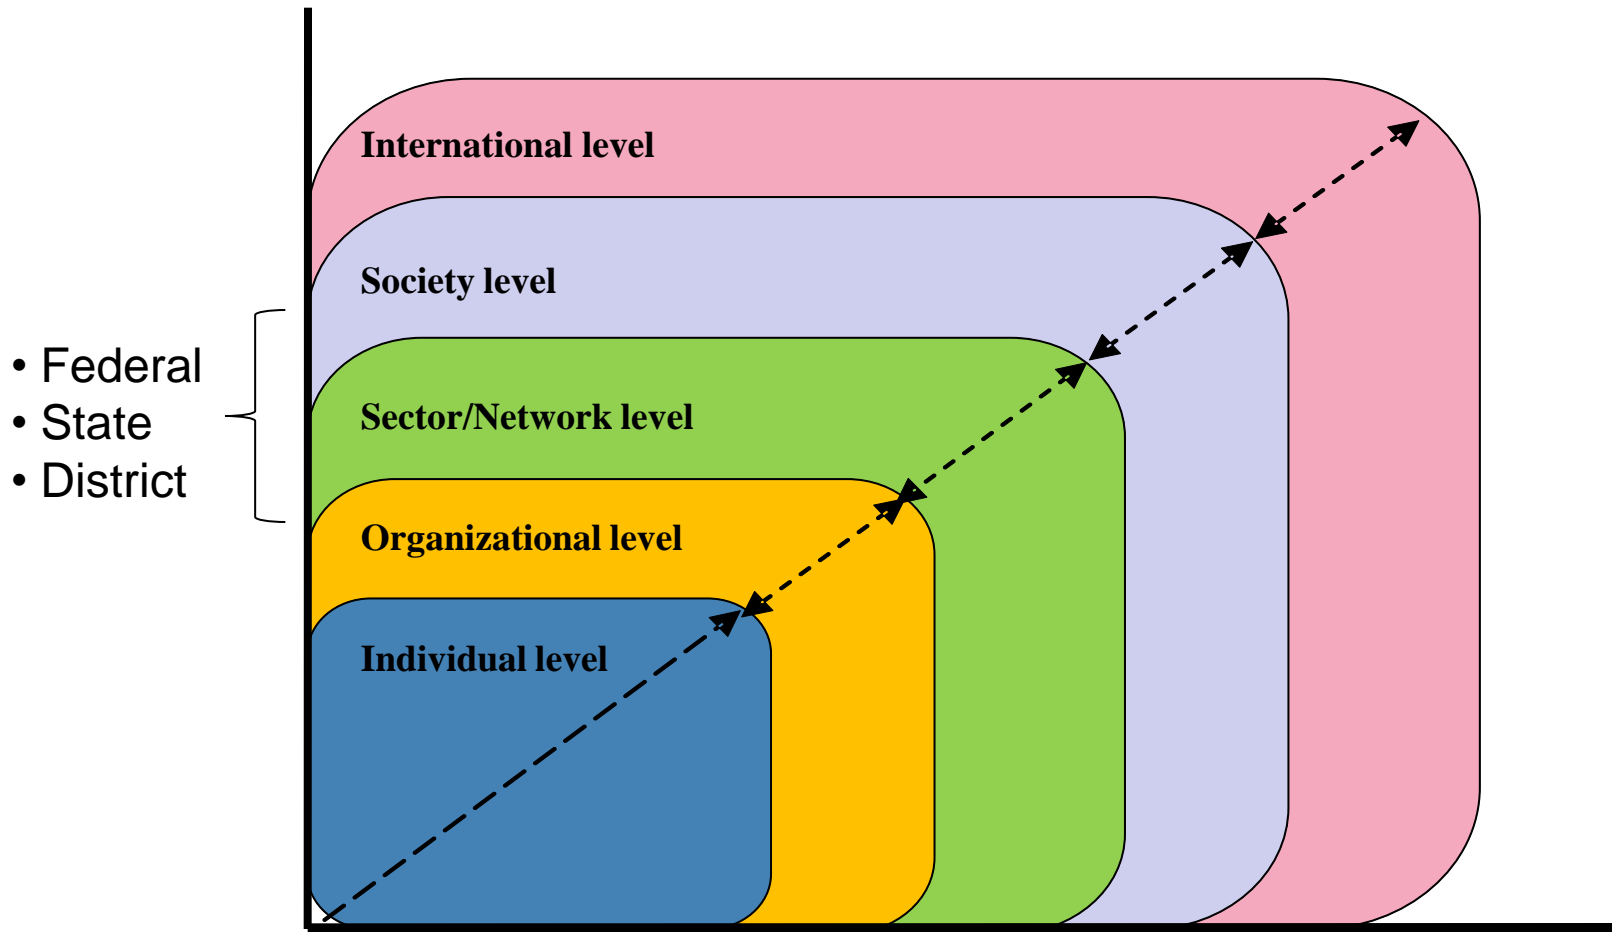 International level
Society level
• Federal
• State
• District
Sector/Network level
Organizational level
Individual level